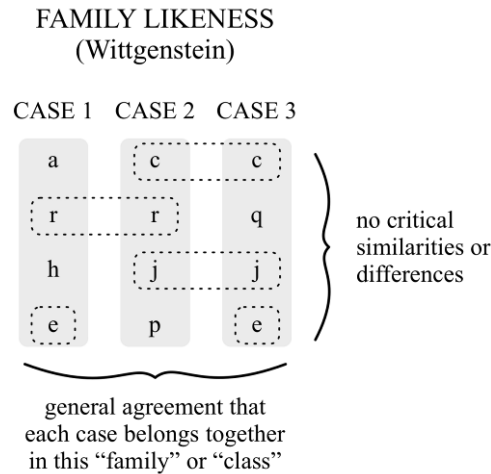 FAMILY LIKENESS
(Wittgenstein)
CASE 1 CASE 2 CASE 3
a c c
r r q
h j j
e p e
no critical
similarities or
differences
general agreement that
each case belongs together
in this “family” or “class”